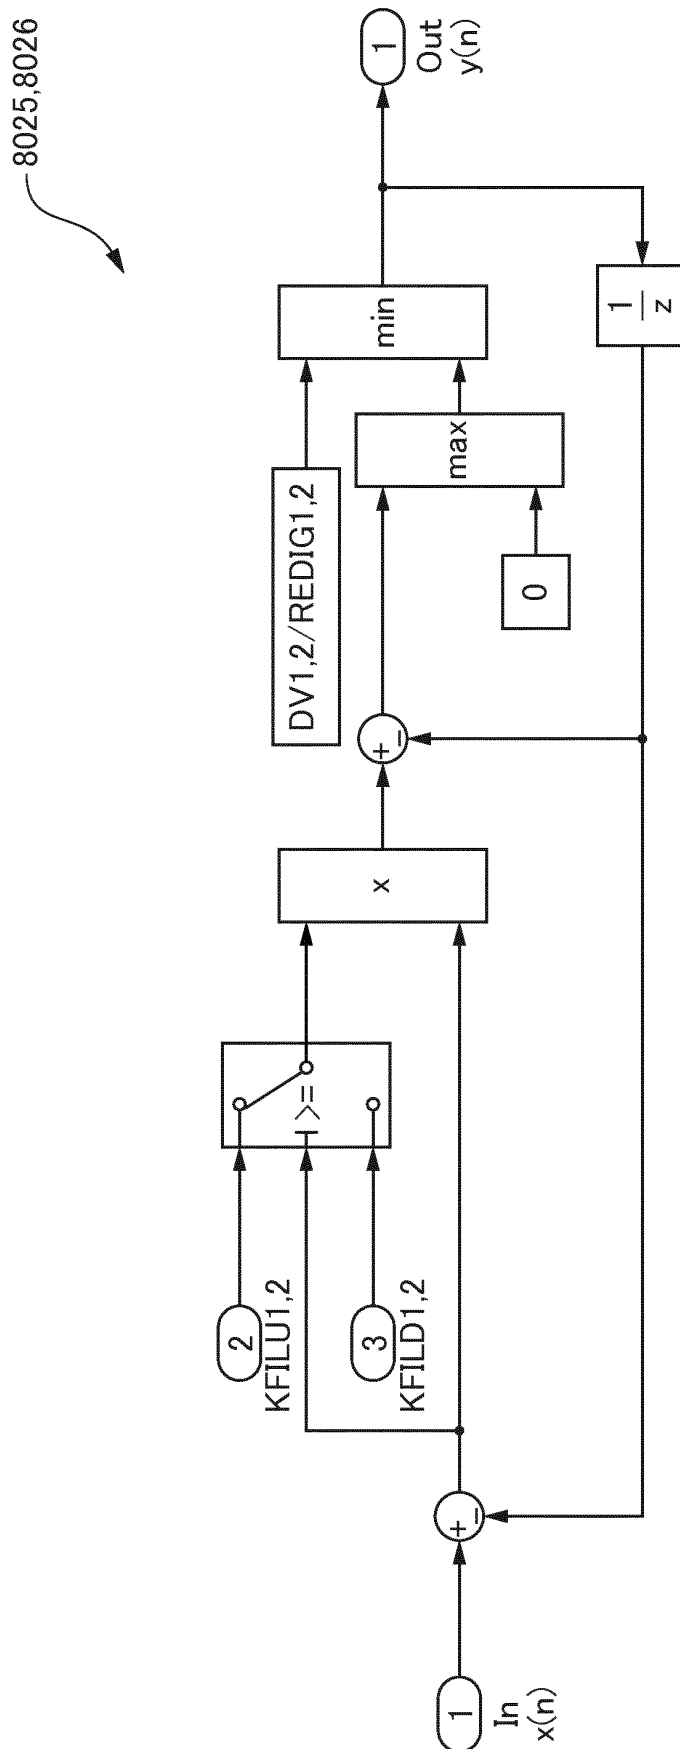 8025,8026
1
In
x(n)
+
−
2
KFILU1,2
3
KFILD1,2
>=
x
+
−
DV1,2/REDIG1,2
0
max
min
1
z
1
Out
y(n)